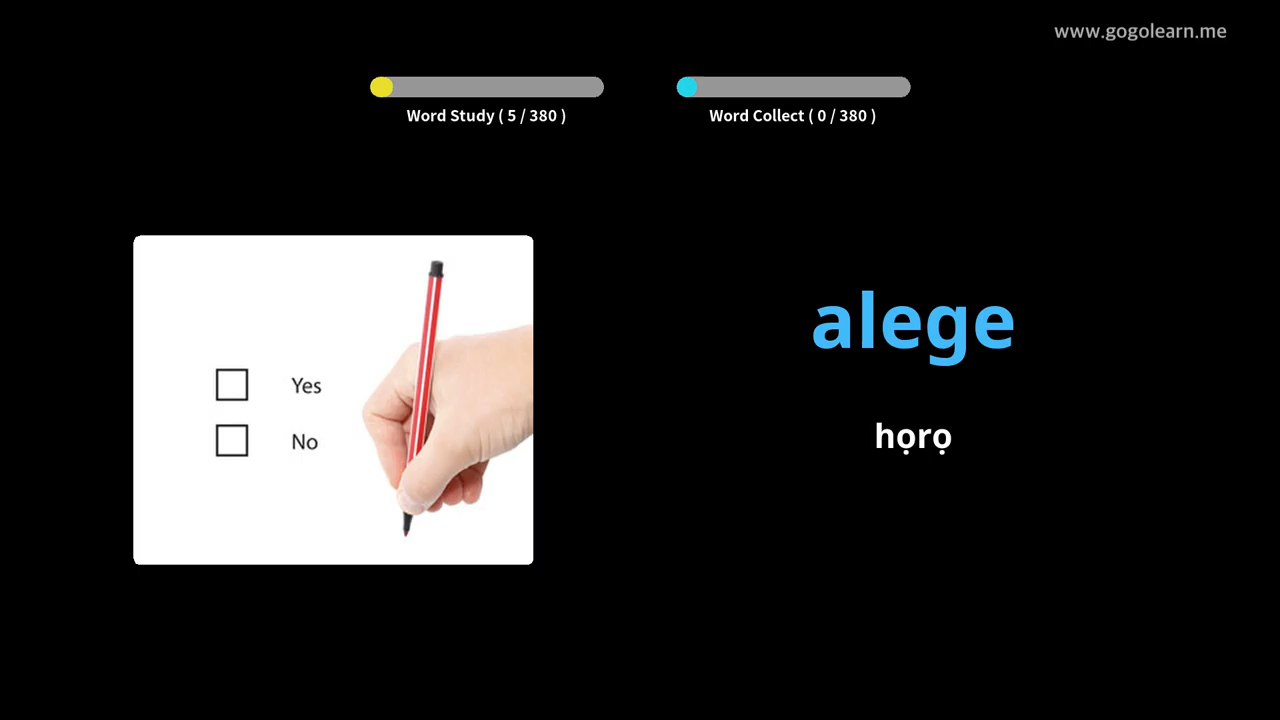 www.gogolearn.me
Word Study ( 5 / 380 )
Word Collect ( 0 / 380 )
Yes
No
alege
họrọ